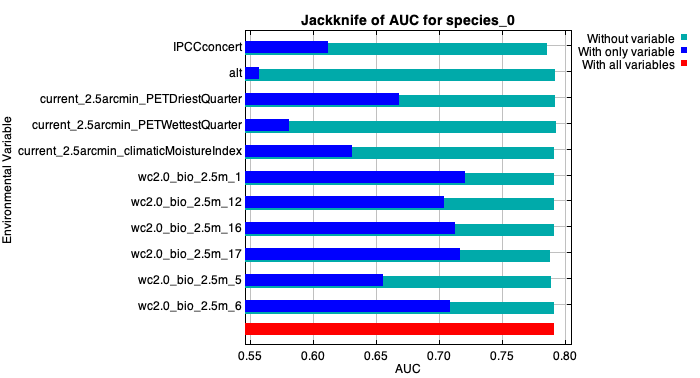 Jackknife of AUC for species_0
Without variable
With only variable
With all variables
Environmental Variable
IPCCconcert
alt
current_2.5arcmin_PETDriestQuarter
current_2.5arcmin_PETWettestQuarter
current_2.5arcmin_climaticMoistureIndex
wc2.0_bio_2.5m_1
wc2.0_bio_2.5m_12
wc2.0_bio_2.5m_16
wc2.0_bio_2.5m_17
wc2.0_bio_2.5m_5
wc2.0_bio_2.5m_6
0.55 0.60 0.65 0.70 0.75 0.80
AUC